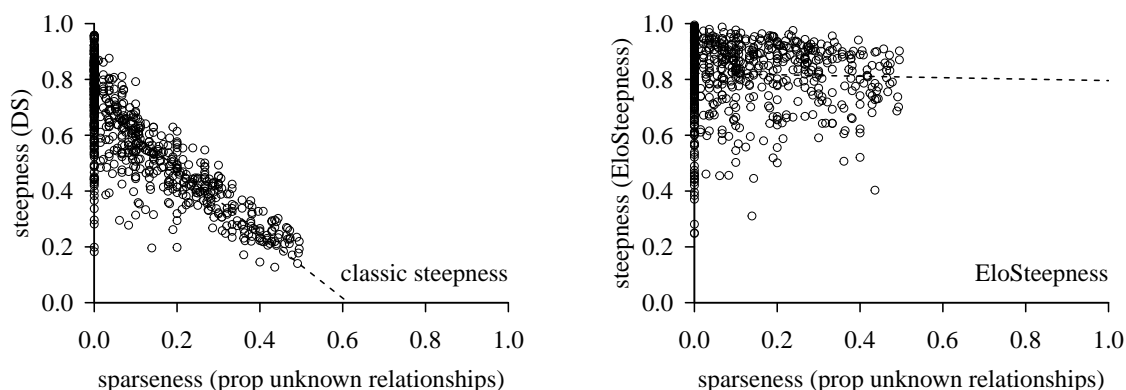 steepness (DS)
1.0
0.8
0.6
0.4
0.2
0.0
classic steepness
0.0 0.2 0.4 0.6 0.8 1.0
sparseness (prop unknown relationships)
steepness (EloSteepness)
1.0
0.8
0.6
0.4
0.2
0.0
EloSteepness
0.0 0.2 0.4 0.6 0.8 1.0
sparseness (prop unknown relationships)